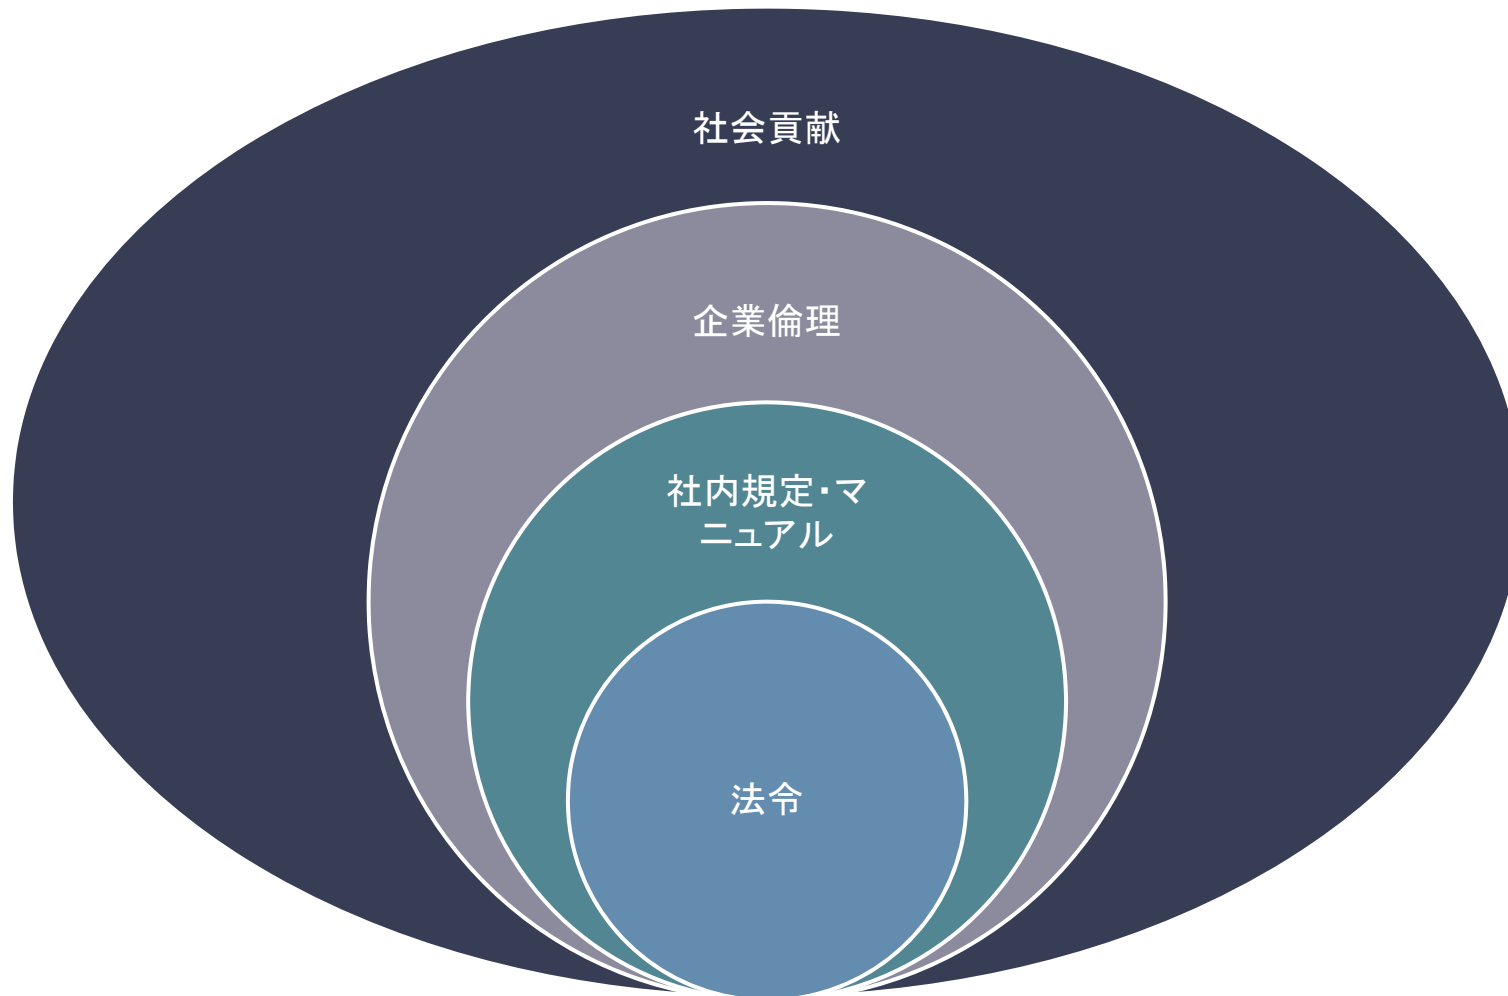 社会貢献
企業倫理
社内規定・マ
ニュアル
法令